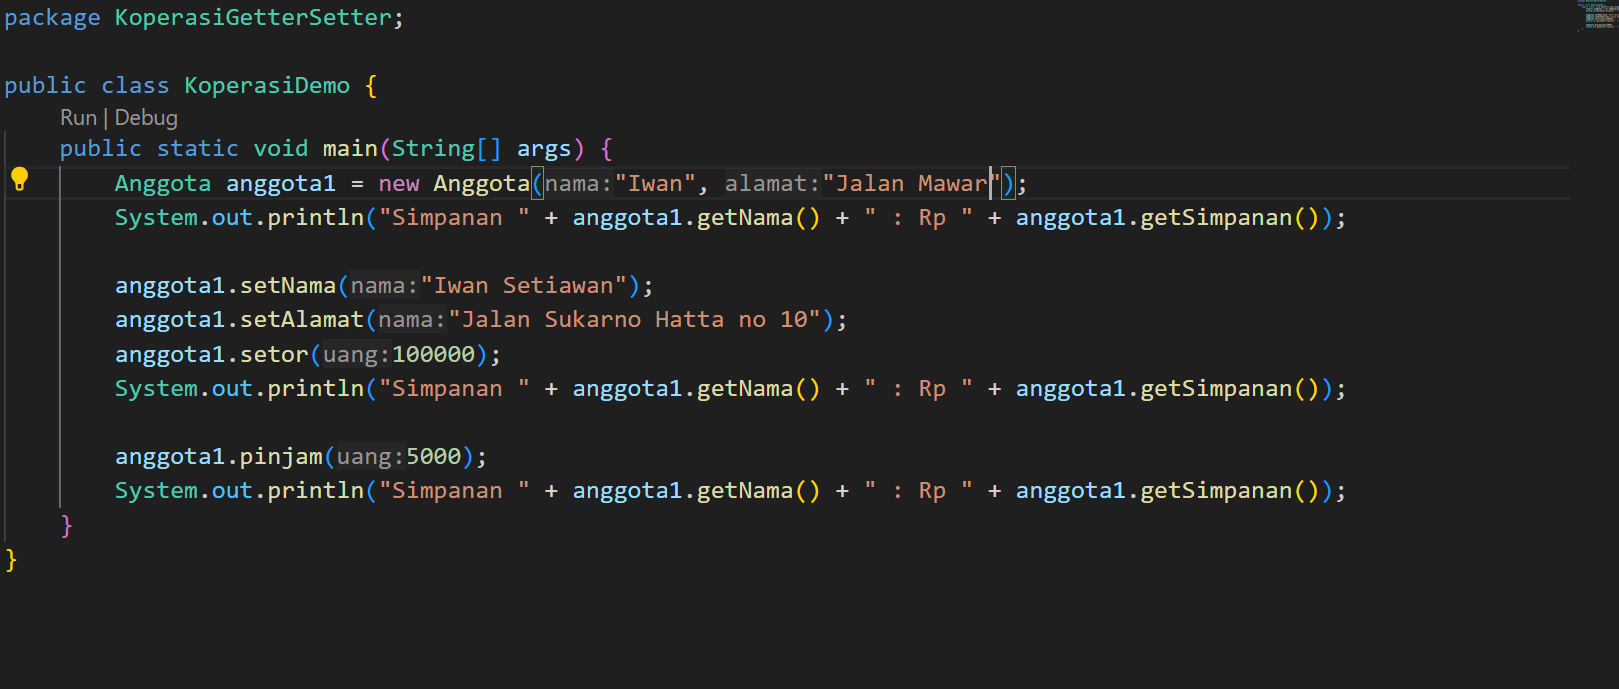 package KoperasiGetterSetter;
public class KoperasiDemo {
Run | Debug
public static void main(String[] args) {
Anggota anggota1 = new Anggota(nama:"Iwan", alamat:"Jalan Mawar");
System.out.println("Simpanan " + anggota1.getNama() + " : Rp " + anggota1.getSimpanan());
anggota1.setNama(nama:"Iwan Setiawan");
anggota1.setAlamat(nama:"Jalan Sukarno Hatta no 10");
anggota1.setor(uang:100000);
System.out.println("Simpanan " + anggota1.getNama() + " : Rp " + anggota1.getSimpanan());
anggota1.pinjam(uang:5000);
System.out.println("Simpanan " + anggota1.getNama() + " : Rp " + anggota1.getSimpanan());
}
}